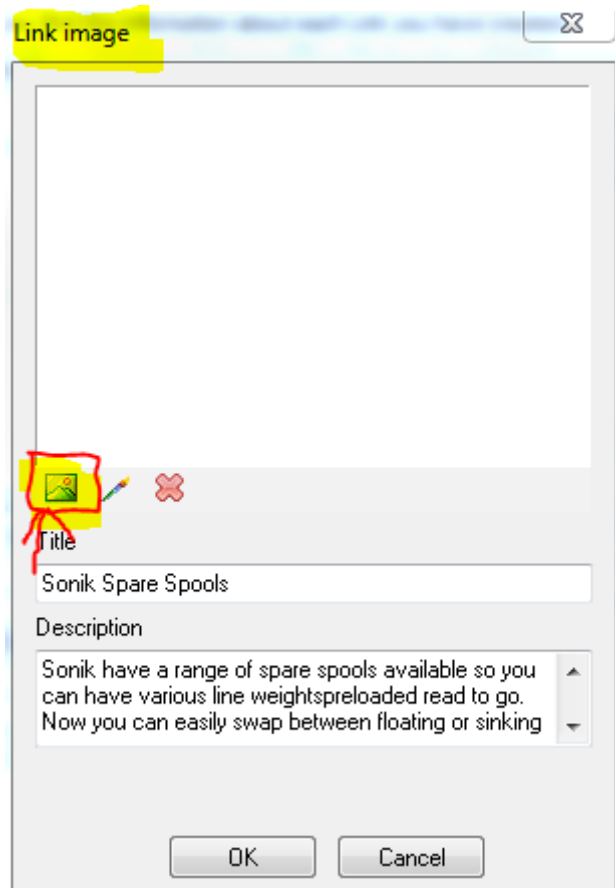 Link image
Title
Sonik Spare Spools
Description
Sonik have a range of spare spools available so you
can have various line weightspreloaded read to go.
Now you can easily swap between floating or sinking
OK
Cancel